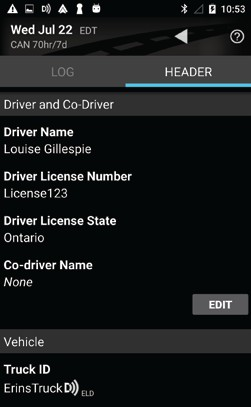 10:53
Wed Jul 22 EDT
CAN 70hr/7d
LOG HEADER
Driver and Co-Driver
Driver Name
Louise Gillespie
Driver License Number
License123
Driver License State
Ontario
Co-driver Name
None
EDIT
Vehicle
Truck ID
ErinsTruck ELD